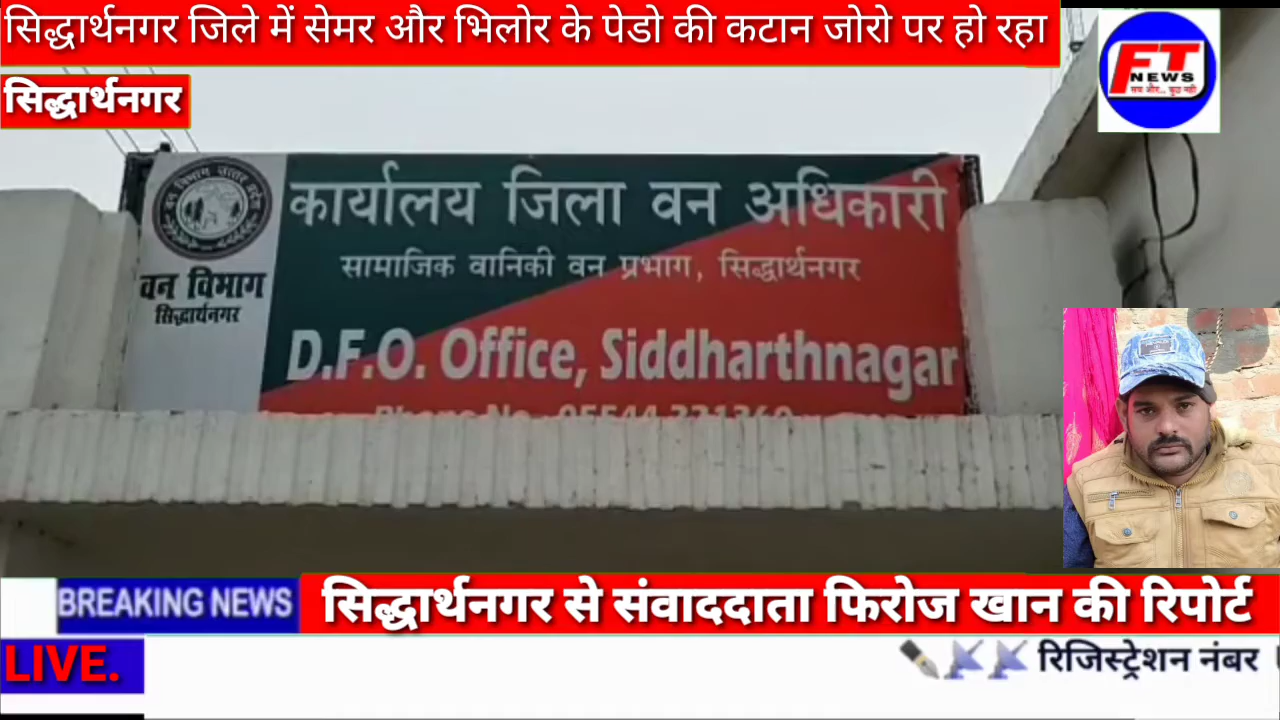 सिद्धार्थनगर जिले में सेमर और भिलोर के पेडो की कटान जोरो पर हो रहा
सिद्धार्थनगर
FT
NEWS
कार्यालय जिला वन अधिकारी
सामाजिक वानिकी वन प्रभाग, सिद्धार्थनगर
वन विभाग
सिद्धार्थनगर
D.F.O. Office, Siddharthnagar
BREAKING NEWS
सिद्धार्थनगर से संवाददाता फिरोज खान की रिपोर्ट
LIVE.
रिजिस्ट्रेशन नंबर